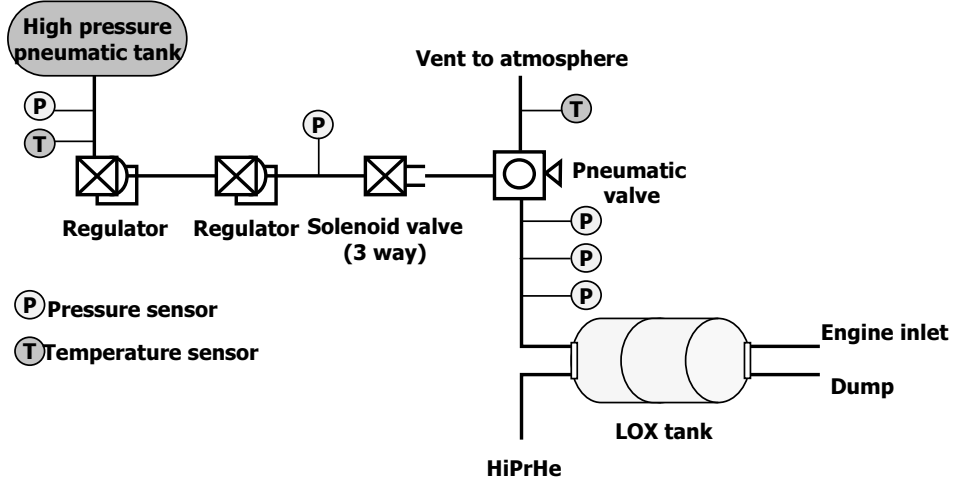 High pressure
pneumatic tank
Vent to atmosphere
P
T
P
T
Pneumatic
valve
Regulator
Regulator
Solenoid valve
(3 way)
P
P
P
P Pressure sensor
T Temperature sensor
Engine inlet
Dump
LOX tank
HiPrHe